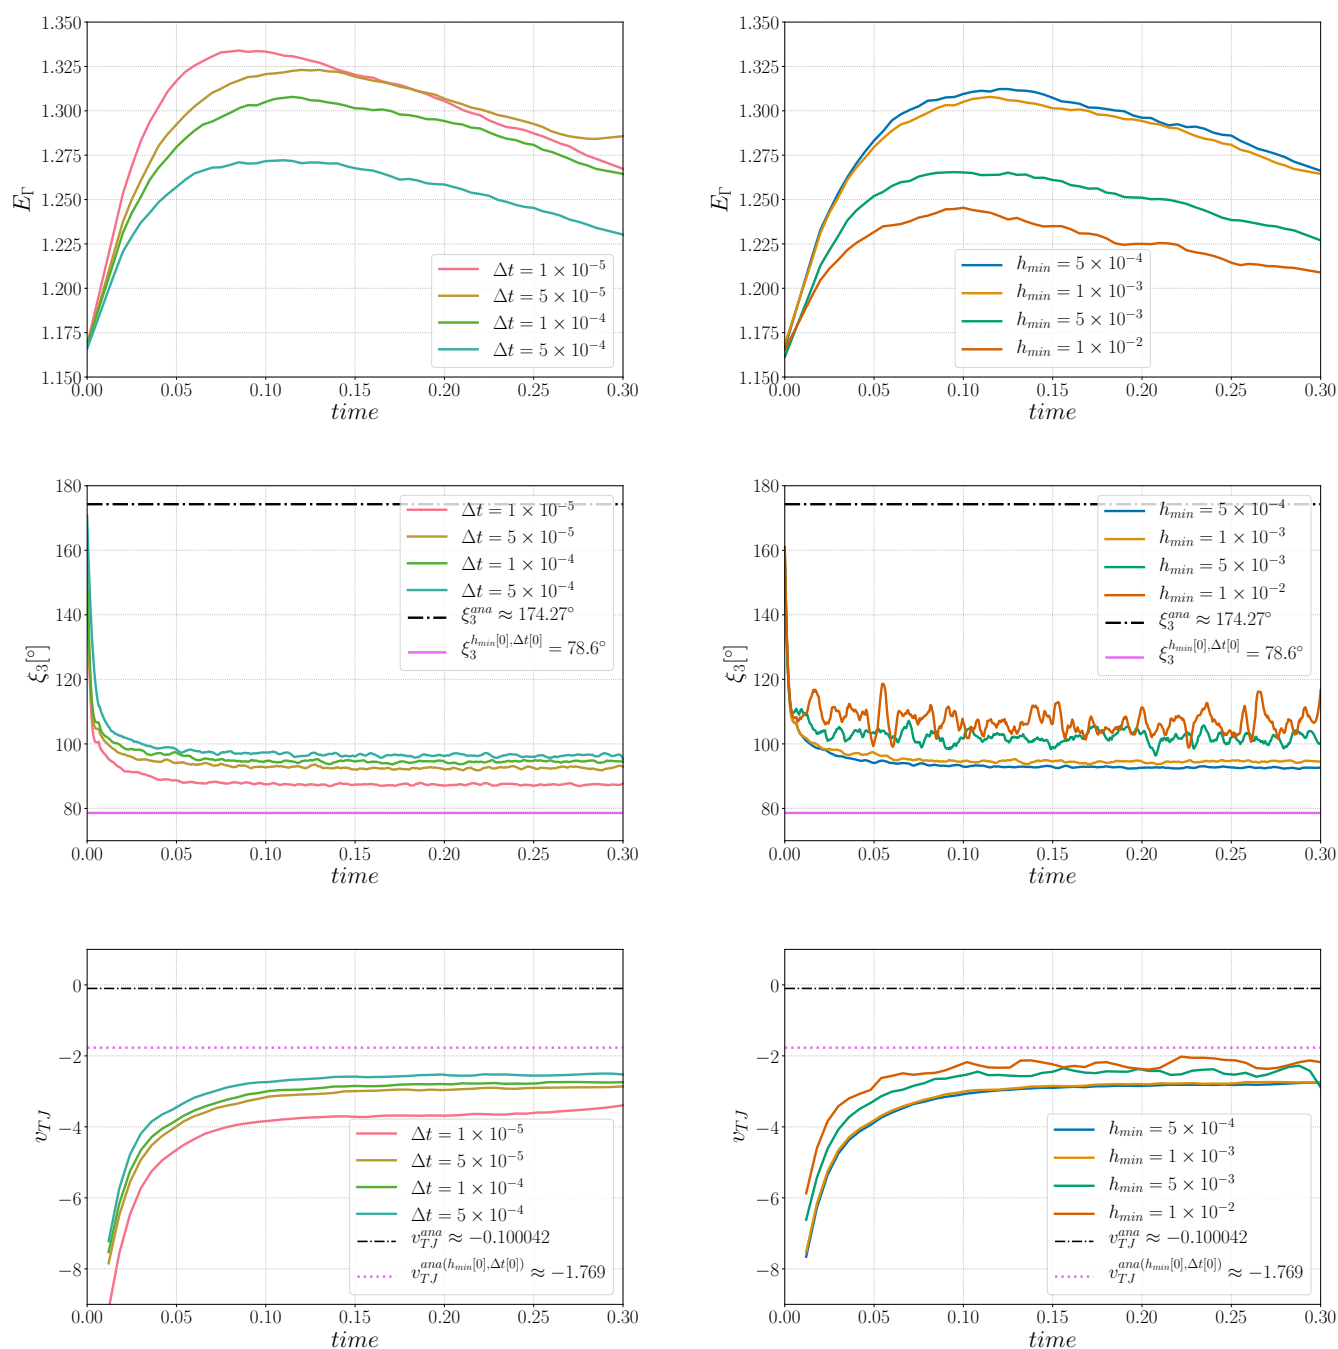 1.350
1.325
1.300
1.275
1.250
1.225
1.200
1.175
1.150
E_Γ
0.00 0.05 0.10 0.15 0.20 0.25 0.30
time
Δt = 1 × 10⁻⁵
Δt = 5 × 10⁻⁵
Δt = 1 × 10⁻⁴
Δt = 5 × 10⁻⁴
1.350
1.325
1.300
1.275
1.250
1.225
1.200
1.175
1.150
E_Γ
0.00 0.05 0.10 0.15 0.20 0.25 0.30
time
h_min = 5 × 10⁻⁴
h_min = 1 × 10⁻³
h_min = 5 × 10⁻³
h_min = 1 × 10⁻²
180
160
140
120
100
80
ξ₃[°]
0.00 0.05 0.10 0.15 0.20 0.25 0.30
time
Δt = 1 × 10⁻⁵
Δt = 5 × 10⁻⁵
Δt = 1 × 10⁻⁴
Δt = 5 × 10⁻⁴
ξ₃^{ana} ≈ 174.27°
ξ₃^{h_min[0],Δt[0]} = 78.6°
180
160
140
120
100
80
ξ₃[°]
0.00 0.05 0.10 0.15 0.20 0.25 0.30
time
h_min = 5 × 10⁻⁴
h_min = 1 × 10⁻³
h_min = 5 × 10⁻³
h_min = 1 × 10⁻²
ξ₃^{ana} ≈ 174.27°
ξ₃^{h_min[0],Δt[0]} = 78.6°
0
−2
−4
−6
−8
v_TJ
0.00 0.05 0.10 0.15 0.20 0.25 0.30
time
Δt = 1 × 10⁻⁵
Δt = 5 × 10⁻⁵
Δt = 1 × 10⁻⁴
Δt = 5 × 10⁻⁴
v_TJ^{ana} ≈ −0.100042
v_TJ^{ana(h_min[0],Δt[0])} ≈ −1.769
0
−2
−4
−6
−8
v_TJ
0.00 0.05 0.10 0.15 0.20 0.25 0.30
time
h_min = 5 × 10⁻⁴
h_min = 1 × 10⁻³
h_min = 5 × 10⁻³
h_min = 1 × 10⁻²
v_TJ^{ana} ≈ −0.100042
v_TJ^{ana(h_min[0],Δt[0])} ≈ −1.769